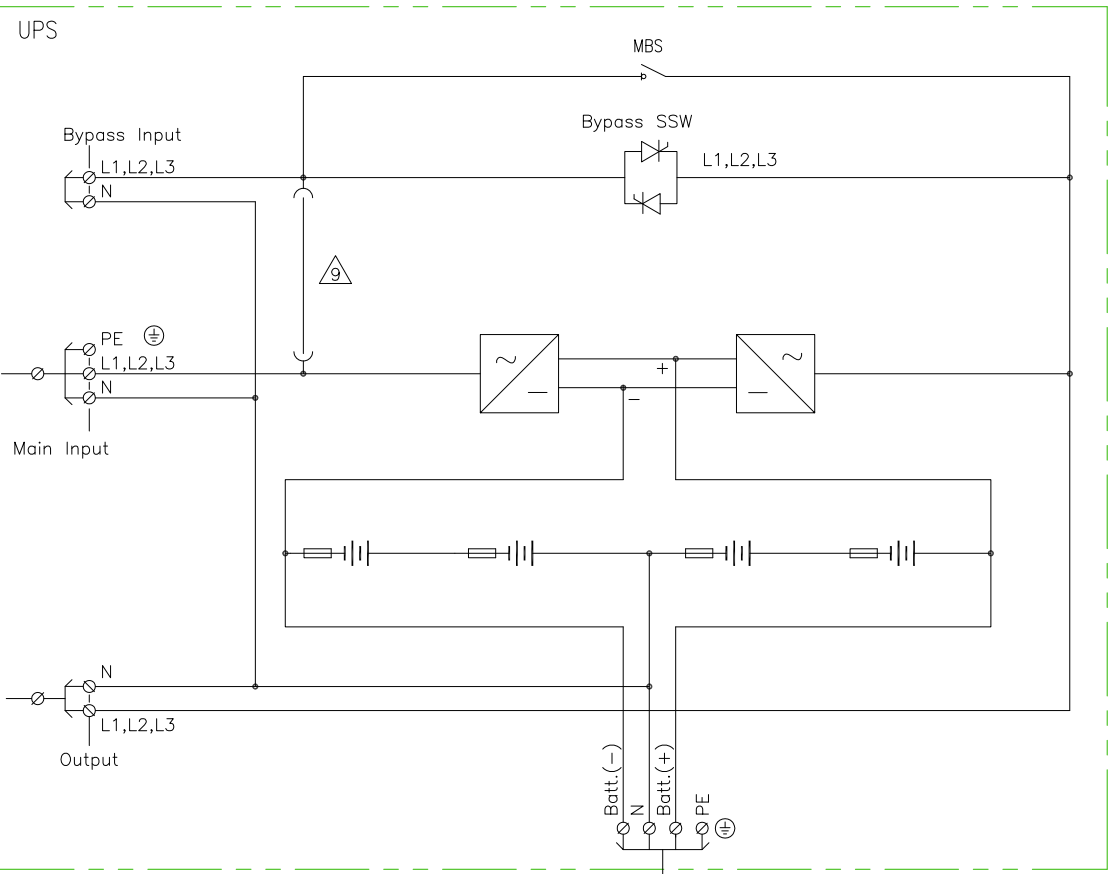 UPS
MBS
Bypass SSW
Bypass Input
L1,L2,L3
L1,L2,L3
N
9
PE
L1,L2,L3
N
Main Input
+
−
N
L1,L2,L3
Output
Batt.(−)
N
Batt.(+)
PE